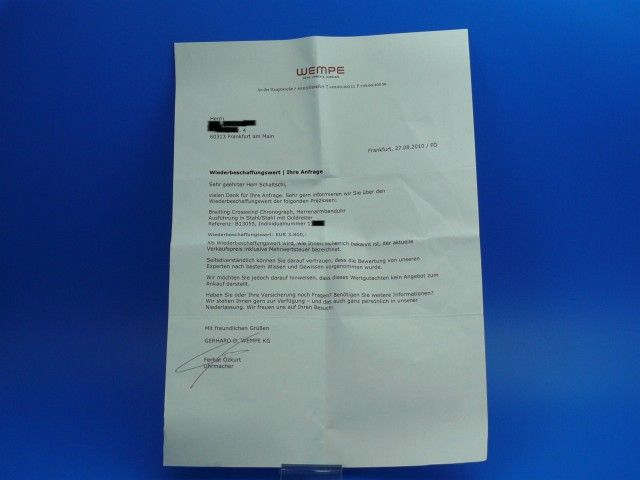 WEMPE
Herrn
4
60313 Frankfurt am Main
Frankfurt, 27.08.2010 / FÖ
Wiederbeschaffungswert | Ihre Anfrage
Sehr geehrter Herr
vielen Dank für Ihre Anfrage. Sehr gern informieren wir Sie über den
Wiederbeschaffungswert der folgenden Preziosen:
Breitling Crosswind Chronograph, Herrenarmbanduhr
Ausführung in Stahl/Stahl mit Goldreiter
Referenz: B13055, Individualnummer
Wiederbeschaffungswert: EUR
Als Wiederbeschaffungswert wird, wie Ihnen sicherlich bekannt ist, der aktuelle
Verkaufspreis inklusive Mehrwertsteuer bezeichnet.
Selbstverständlich können Sie darauf vertrauen, dass die Bewertung von unseren
Experten nach bestem Wissen und Gewissen vorgenommen wurde.
Wir möchten Sie jedoch darauf hinweisen, dass dieses Wertgutachten kein Angebot zum
Ankauf darstellt.
Haben Sie oder Ihre Versicherung noch Fragen? Benötigen Sie weitere Informationen?
Wir stehen Ihnen gern zur Verfügung – und das auch ganz persönlich in unserer
Niederlassung. Wir freuen uns auf Ihren Besuch!
Mit freundlichen Grüßen
GERHARD D. WEMPE KG
Ferhat Özkurt
Uhrmacher